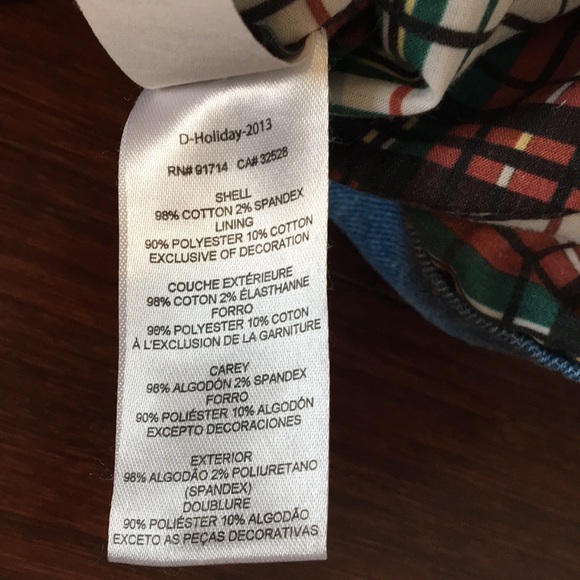 D-Holiday-2013
RN# 91714 CA# 32528
SHELL
98% COTTON 2% SPANDEX
LINING
90% POLYESTER 10% COTTON
EXCLUSIVE OF DECORATION
COUCHE EXTÉRIEURE
98% COTON 2% ÉLASTHANNE
FORRO
90% POLYESTER 10% COTON
À L'EXCLUSION DE LA GARNITURE
CAREY
98% ALGODÓN 2% SPANDEX
FORRO
90% POLIÉSTER 10% ALGODÓN
EXCEPTO DECORACIONES
EXTERIOR
98% ALGODÃO 2% POLIURETANO
(SPANDEX)
DOUBLURE
90% POLIÉSTER 10% ALGODÃO
EXCETO AS PEÇAS DECORATIVAS